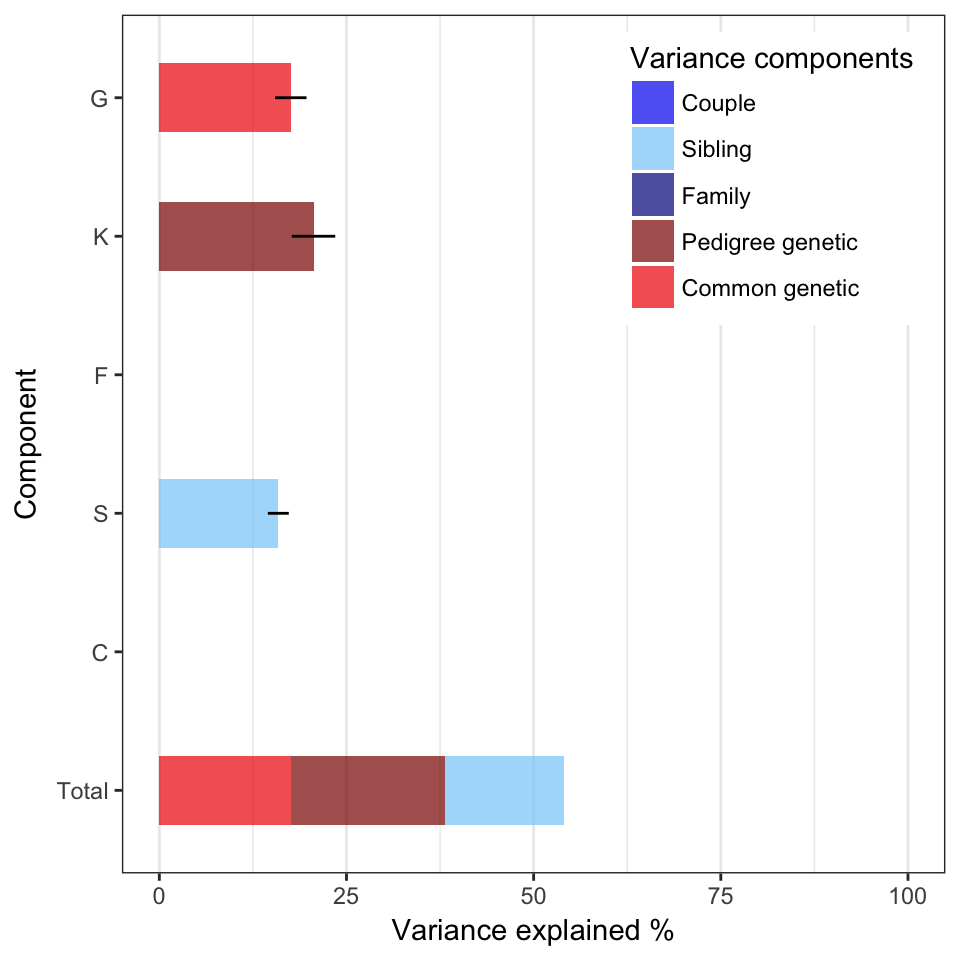 Variance components
Couple
Sibling
Family
Pedigree genetic
Common genetic
Component
G
K
F
S
C
Total
0 25 50 75 100
Variance explained %